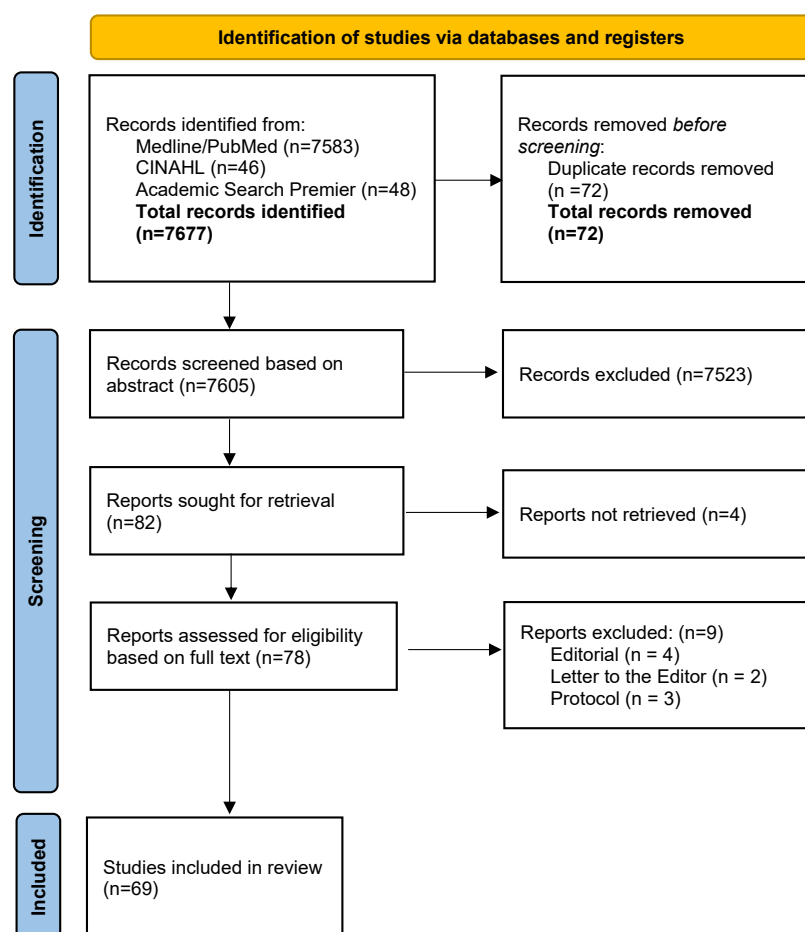 Identification of studies via databases and registers
Identification
Records identified from:
Medline/PubMed (n=7583)
CINAHL (n=46)
Academic Search Premier (n=48)
Total records identified
(n=7677)
Records removed before
screening:
Duplicate records removed
(n =72)
Total records removed
(n=72)
Screening
Records screened based on
abstract (n=7605)
Records excluded (n=7523)
Reports sought for retrieval
(n=82)
Reports not retrieved (n=4)
Reports assessed for eligibility
based on full text (n=78)
Reports excluded: (n=9)
Editorial (n = 4)
Letter to the Editor (n = 2)
Protocol (n = 3)
Included
Studies included in review
(n=69)